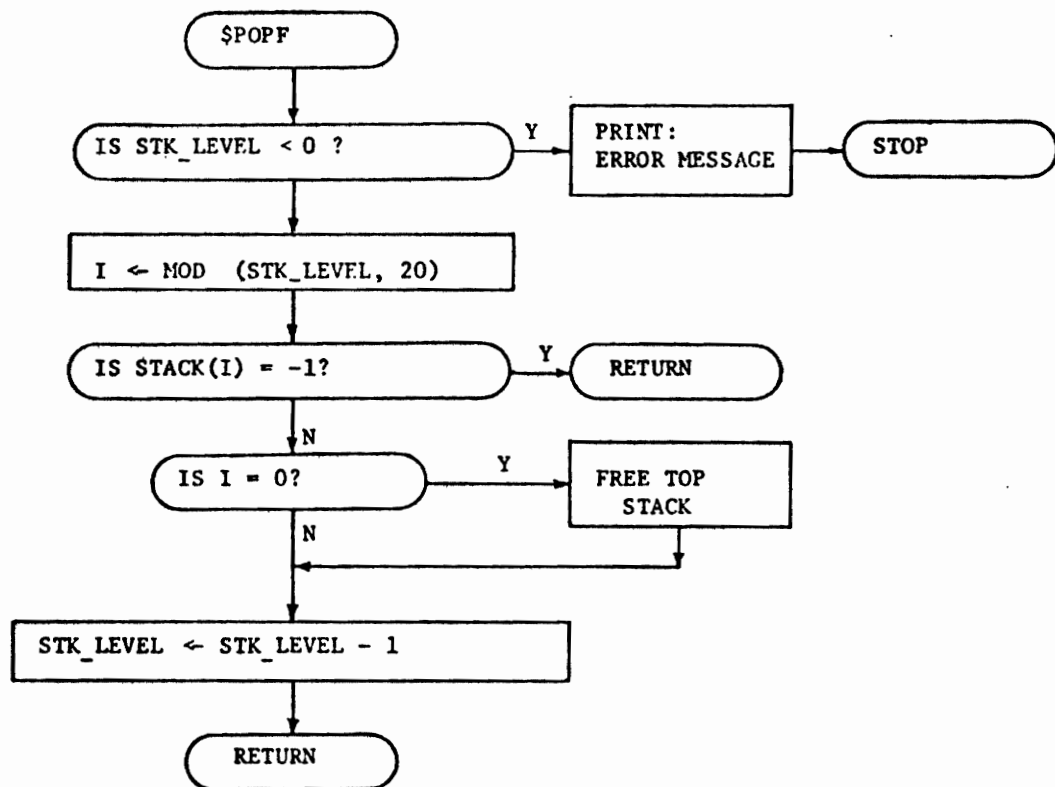 $POPF
IS STK_LEVEL < 0 ?
Y
PRINT:
ERROR MESSAGE
STOP
I ← MOD (STK_LEVEL, 20)
IS STACK(I) = -1?
Y
RETURN
N
IS I = 0?
Y
FREE TOP
STACK
N
STK_LEVEL ← STK_LEVEL - 1
RETURN